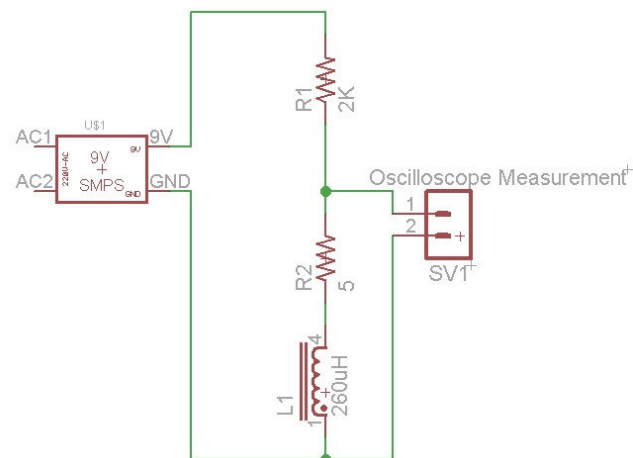 U$1
AC1
AC2
220V-AC
9V
SMPS
9V
GND
9V
GND
R1
2K
R2
5
L1
260uH
4
1
Oscilloscope Measurement
1
2
SV1